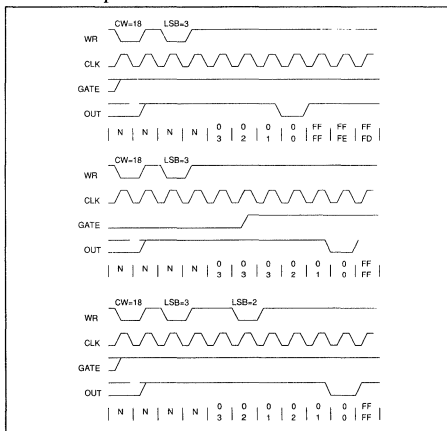 CW=18 LSB=3
WR
CLK
GATE
OUT
N N N N 0 0 0 0 FF FF FF
3 2 1 0 FF FE FD
CW=18 LSB=3
WR
CLK
GATE
OUT
N N N N 0 0 0 0 0 0 FF
3 3 3 2 1 0 FF
CW=18 LSB=3 LSB=2
WR
CLK
GATE
OUT
N N N N 0 0 0 0 0 0 FF
3 2 1 2 1 0 FF